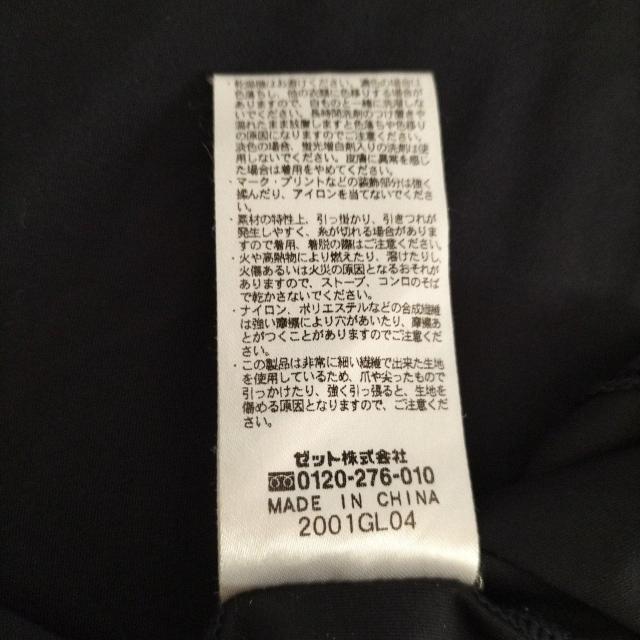 ・乾燥機はお避けください。濃色の場合は
色落ちし、他の衣類に色移りする場合が
ありますので、白ものと一緒に洗濯しな
いでください。長時間洗剤のつけ置きや
濡れたまま放置しますと色落ちや色移り
の原因になりますのでご注意ください。
淡色の場合、蛍光増白剤入りの洗剤は使
用しないでください。皮膚に異常を感じ
た場合は着用をやめてください。
・マーク・プリントなどの装飾部分は強く
揉んだり、アイロンを当てないでくださ
い。
・素材の特性上、引っ掛かり、引きつれが
発生しやすく、糸が切れる場合がありま
すので着用、着脱の際はご注意ください。
・火や高熱物により燃えたり、溶けたりし、
火傷あるいは火災の原因となるおそれが
ありますので、ストーブ、コンロのそば
で乾かさないでください。
・ナイロン、ポリエステルなどの合成繊維
は強い摩擦により穴があいたり、摩擦あ
とがつくことがありますのでご注意くだ
さい。
・この製品は非常に細い繊維で出来た生地
を使用しているため、爪や尖ったもので
引っかけたり、強く引っ張ると、生地を
傷める原因となりますので、ご注意くだ
さい。
ゼット株式会社
0120-276-010
MADE IN CHINA
2001GL04